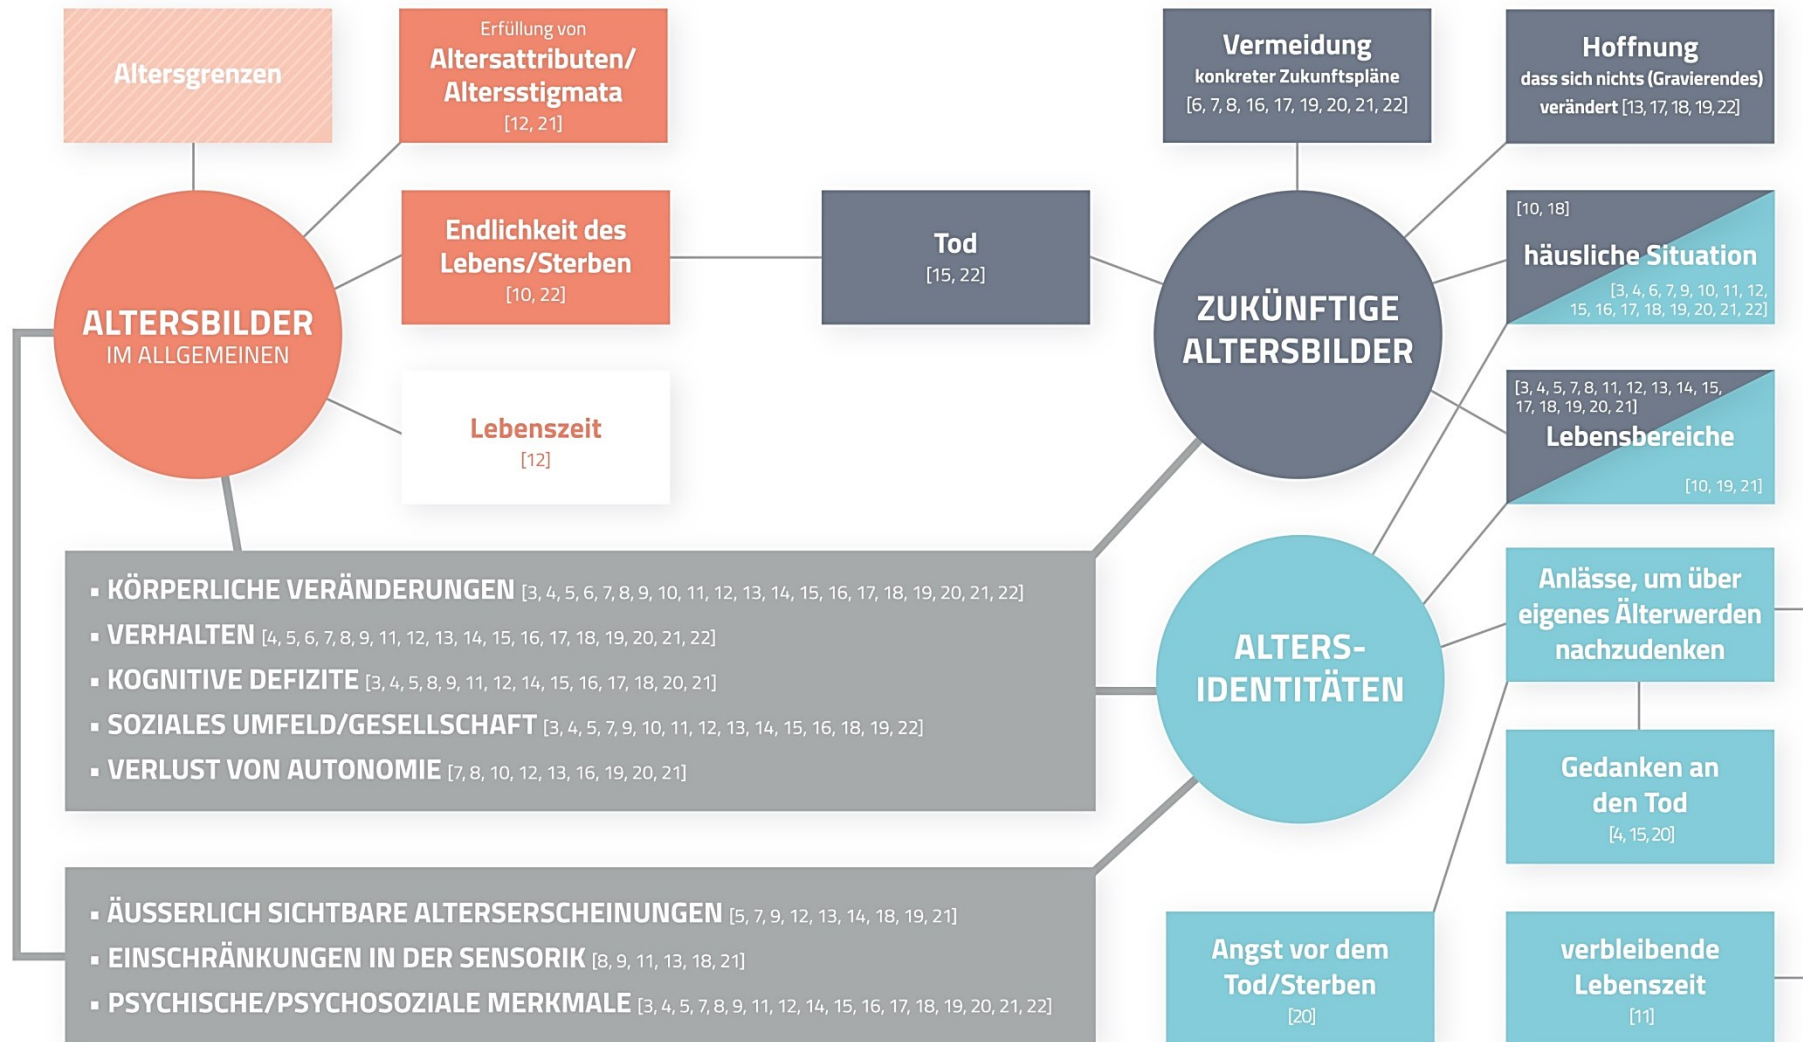 Altersgrenzen
Erfüllung von
Altersattributen/
Altersstigmata
[12, 21]
Vermeidung
konkreter Zukunftspläne
[6, 7, 8, 16, 17, 19, 20, 21, 22]
Hoffnung
dass sich nichts (Gravierendes)
verändert [13, 17, 18, 19, 22]
ALTERSBILDER
IM ALLGEMEINEN
Endlichkeit des
Lebens/Sterben
[10, 22]
Tod
[15, 22]
ZUKÜNFTIGE
ALTERSBILDER
[10, 18]
häusliche Situation
[3, 4, 6, 7, 9, 10, 11, 12,
15, 16, 17, 18, 19, 20, 21, 22]
Lebenszeit
[12]
[3, 4, 5, 7, 8, 11, 12, 13, 14, 15,
17, 18, 19, 20, 21]
Lebensbereiche
[10, 19, 21]
▪ KÖRPERLICHE VERÄNDERUNGEN [3, 4, 5, 6, 7, 8, 9, 10, 11, 12, 13, 14, 15, 16, 17, 18, 19, 20, 21, 22]
▪ VERHALTEN [4, 5, 6, 7, 8, 9, 11, 12, 13, 14, 15, 16, 17, 18, 19, 20, 21, 22]
▪ KOGNITIVE DEFIZITE [3, 4, 5, 8, 9, 11, 12, 14, 15, 16, 17, 18, 20, 21]
▪ SOZIALES UMFELD/GESELLSCHAFT [3, 4, 5, 7, 9, 10, 11, 12, 13, 14, 15, 16, 18, 19, 22]
▪ VERLUST VON AUTONOMIE [7, 8, 10, 12, 13, 16, 19, 20, 21]
ALTERS-
IDENTITÄTEN
Anlässe, um über
eigenes Älterwerden
nachzudenken
Gedanken an
den Tod
[4, 15, 20]
▪ ÄUSSERLICH SICHTBARE ALTERSERSCHEINUNGEN [5, 7, 9, 12, 13, 14, 18, 19, 21]
▪ EINSCHRÄNKUNGEN IN DER SENSORIK [8, 9, 11, 13, 18, 21]
▪ PSYCHISCHE/PSYCHOSOZIALE MERKMALE [3, 4, 5, 7, 8, 9, 11, 12, 14, 15, 16, 17, 18, 19, 20, 21, 22]
Angst vor dem
Tod/Sterben
[20]
verbleibende
Lebenszeit
[11]